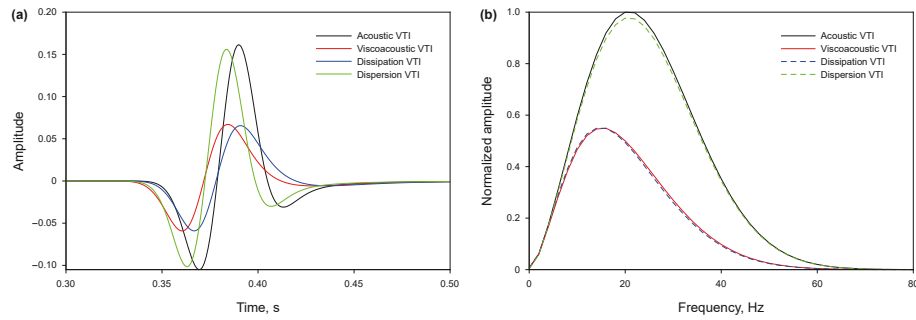 (a)
0.20
0.15
0.10
0.05
0
−0.05
−0.10
Amplitude
Acoustic VTI
Viscoacoustic VTI
Dissipation VTI
Dispersion VTI
0.30
0.35
0.40
0.45
0.50
Time, s
(b)
1.0
0.8
0.6
0.4
0.2
0
Normalized amplitude
Acoustic VTI
Viscoacoustic VTI
Dissipation VTI
Dispersion VTI
0
20
40
60
80
Frequency, Hz